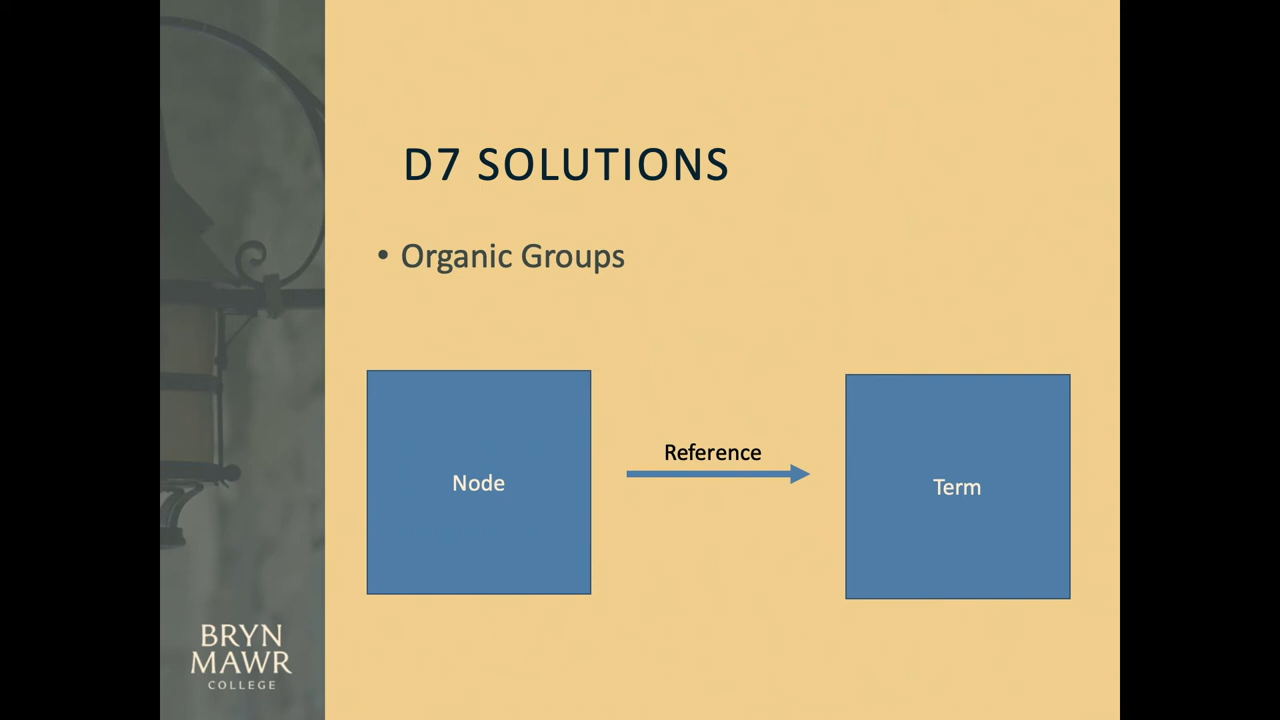 D7 SOLUTIONS
• Organic Groups
Node
Reference
Term
BRYN
MAWR
COLLEGE